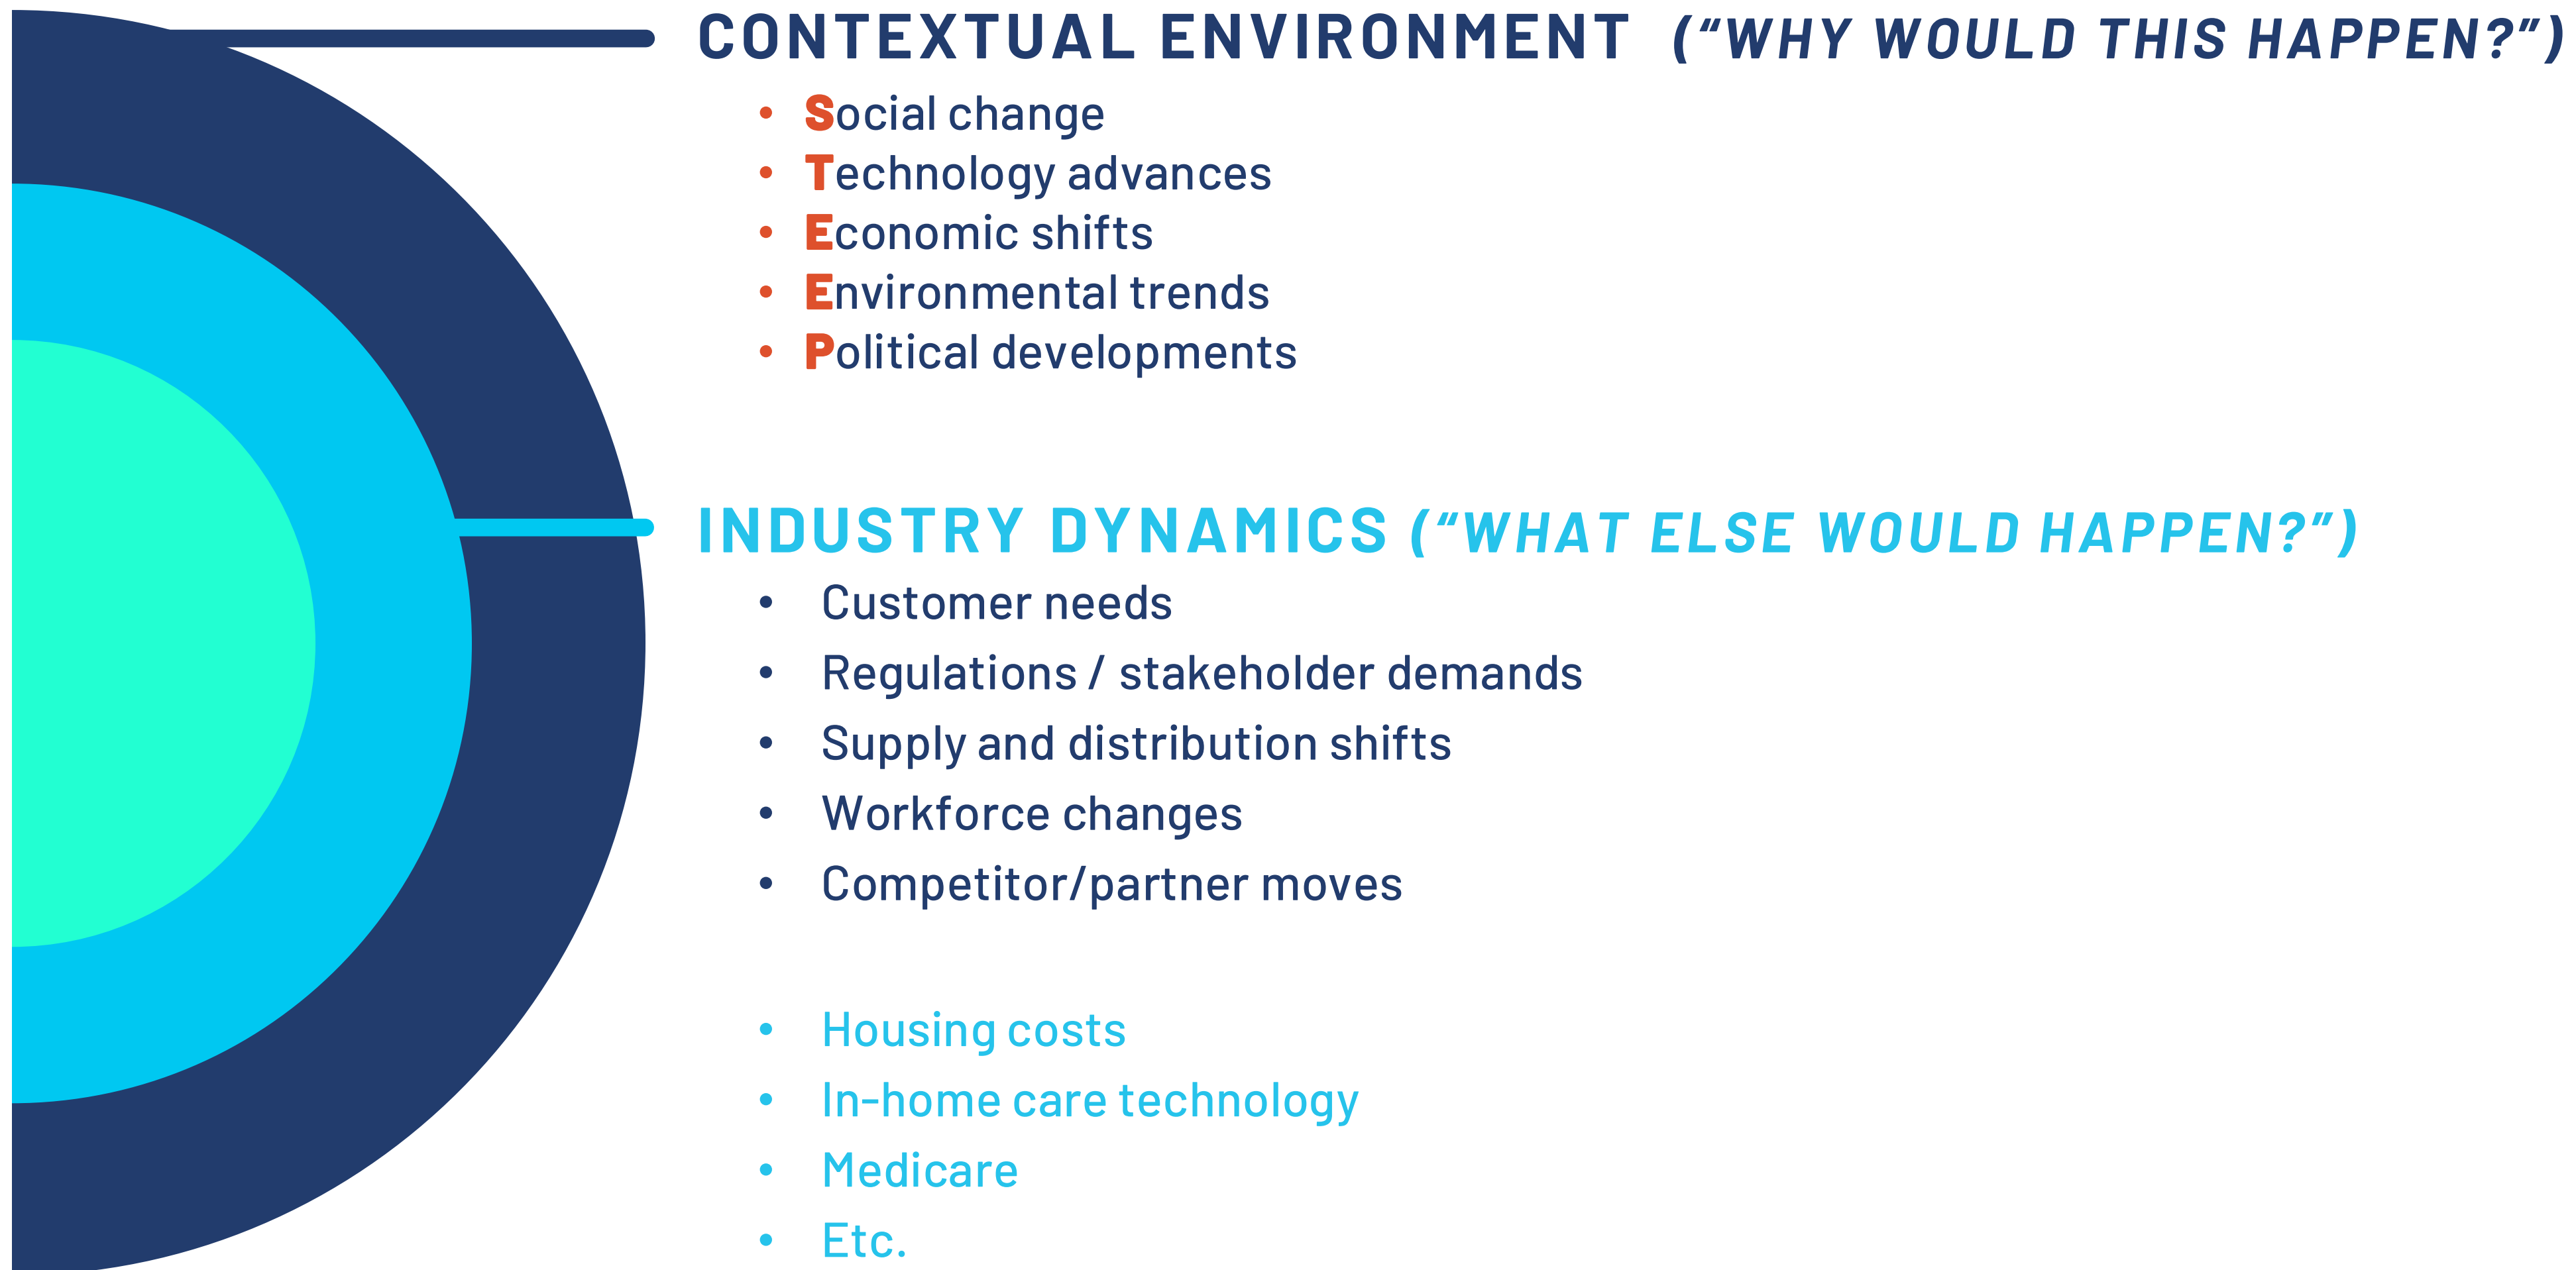 CONTEXTUAL ENVIRONMENT (“WHY WOULD THIS HAPPEN?”)
• Social change
• Technology advances
• Economic shifts
• Environmental trends
• Political developments
INDUSTRY DYNAMICS (“WHAT ELSE WOULD HAPPEN?”)
• Customer needs
• Regulations / stakeholder demands
• Supply and distribution shifts
• Workforce changes
• Competitor/partner moves
• Housing costs
• In-home care technology
• Medicare
• Etc.